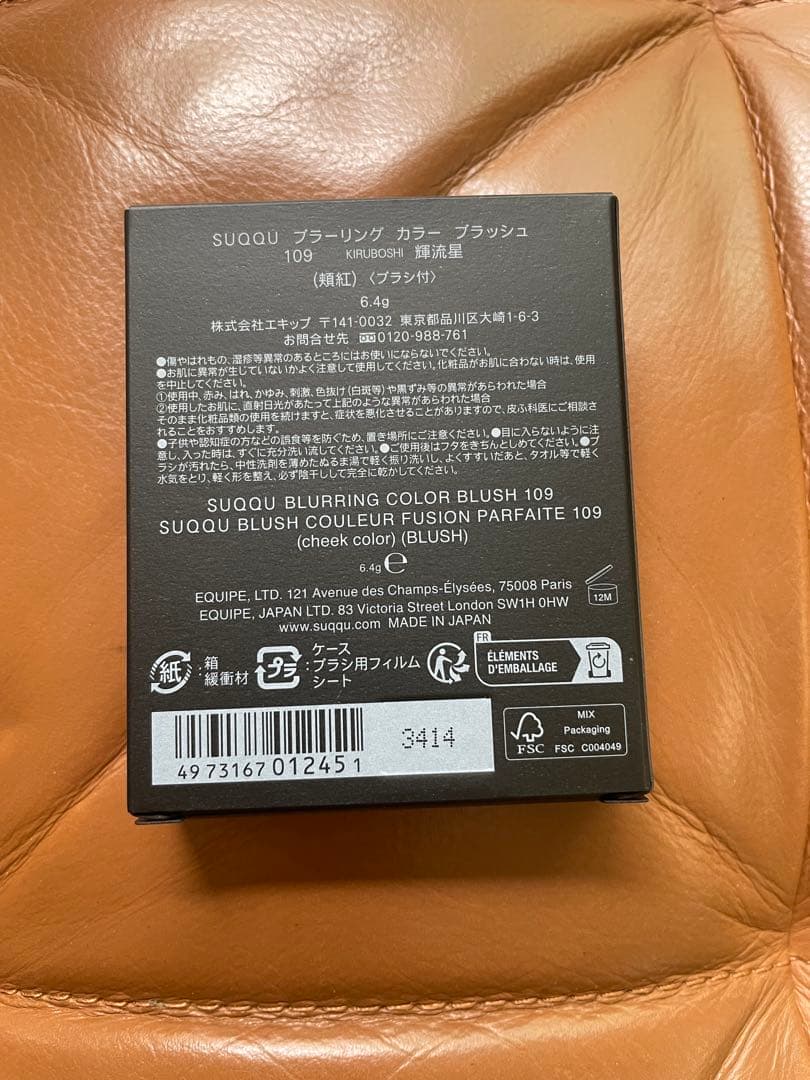 SUQQU ブラーリング カラー ブラッシュ
109 KIRUBOSHI 輝流星
(頬紅)〈ブラシ付〉
6.4g
株式会社エキップ 〒141-0032 東京都品川区大崎1-6-3
お問合せ先 0120-988-761
●傷やはれもの、湿疹等異常のあるところにはお使いにならないでください。
●お肌に異常が生じていないかよく注意して使用してください。化粧品がお肌に合わない時は、使用
を中止してください。
①使用中、赤み、はれ、かゆみ、刺激、色抜け(白斑等)や黒ずみ等の異常があらわれた場合
②使用したお肌に、直射日光があたって上記のような異常があらわれた場合
そのまま化粧品類の使用を続けますと、症状を悪化させることがありますので、皮ふ科医にご相談さ
れることをおすすめします。
●子供や認知症の方などの誤食等を防ぐため、置き場所にご注意ください。●目に入らないように注
意し、入った時は、すぐに充分洗い流してください。●ご使用後はフタをきちんとしめてください。●ブ
ラシが汚れたら、中性洗剤を薄めたぬるま湯で軽く振り洗いし、よくすすいだあと、タオル等で軽く
水気をとり、軽く形を整え、必ず陰干しして完全に乾かしてください。
SUQQU BLURRING COLOR BLUSH 109
SUQQU BLUSH COULEUR FUSION PARFAITE 109
(cheek color) (BLUSH)
6.4g ℮
EQUIPE, LTD. 121 Avenue des Champs-Élysées, 75008 Paris
EQUIPE, JAPAN LTD. 83 Victoria Street London SW1H 0HW
www.suqqu.com MADE IN JAPAN
12M
紙 : 箱
緩衝材
プラ : ケース
ブラシ用フィルム
シート
FR
ÉLÉMENTS
D'EMBALLAGE
4973167012451
3414
FSC
MIX
Packaging
FSC C004049